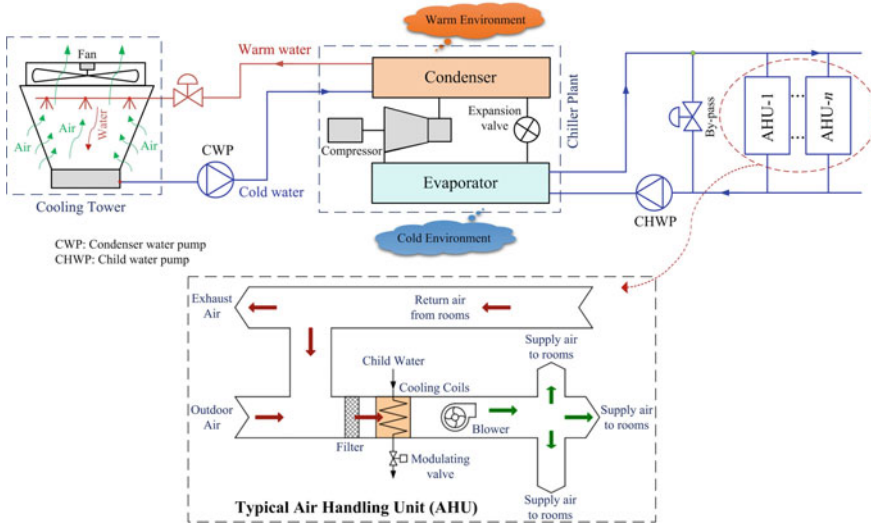 Warm Environment
Fan
Warm water
Condenser
Air
Air
Water
Air
Air
Expansion
valve
Compressor
Chiller Plant
By-pass
AHU-1
AHU-n
CWP
Cold water
Evaporator
Cooling Tower
CHWP
Cold Environment
CWP: Condenser water pump
CHWP: Child water pump
Exhaust
Air
Return air
from rooms
Supply air
to rooms
Child Water
Cooling Coils
Outdoor
Air
Supply air
to rooms
Filter
Blower
Modulating
valve
Supply air
to rooms
Typical Air Handling Unit (AHU)